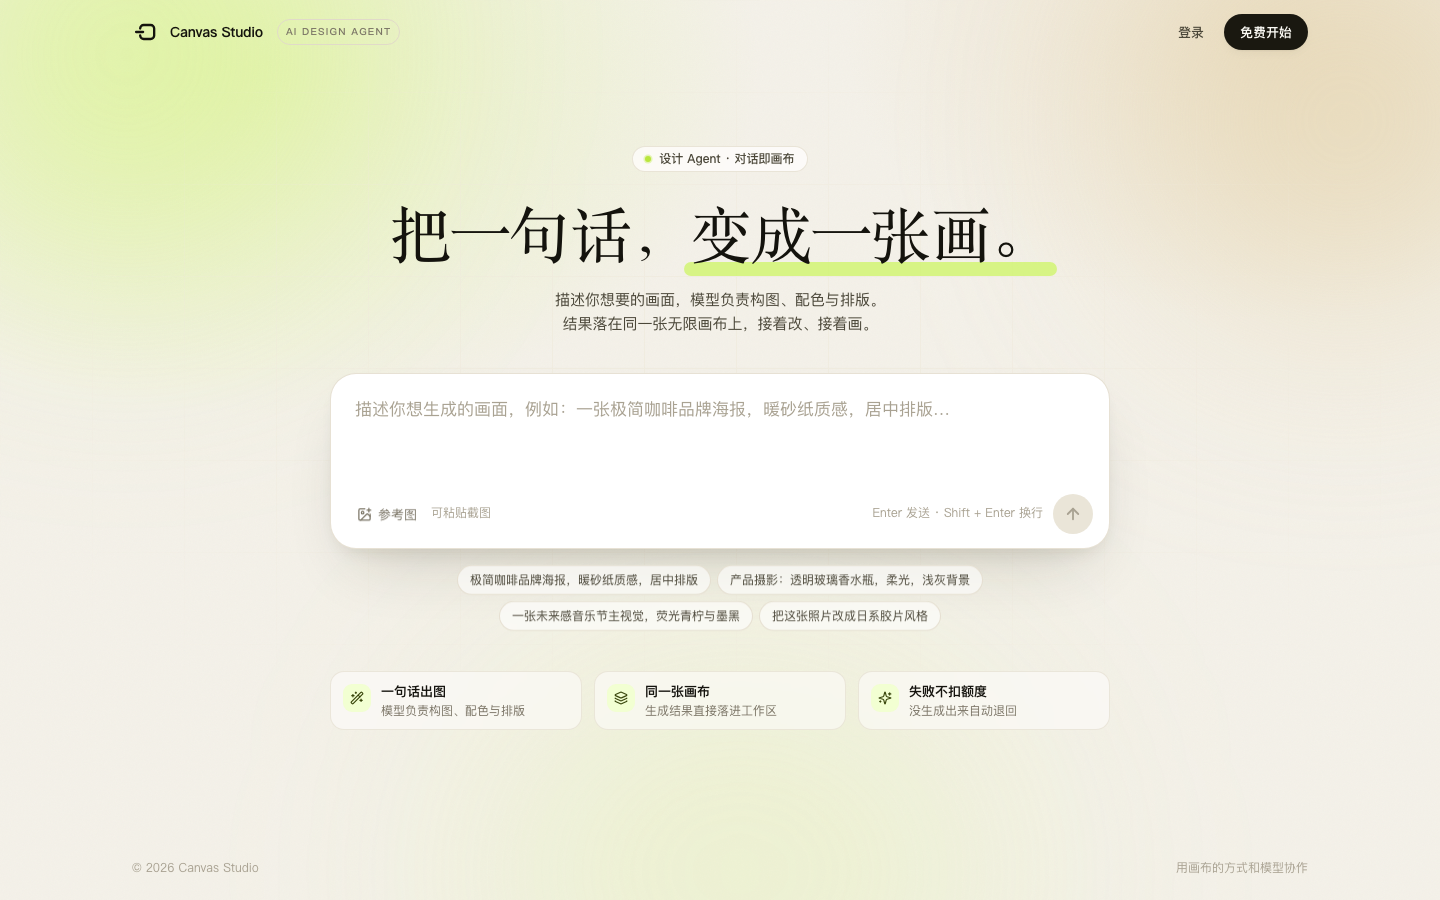 Canvas Studio
AI DESIGN AGENT
登录
免费开始
设计 Agent · 对话即画布
把一句话，变成一张画。
描述你想要的画面，模型负责构图、配色与排版。
结果落在同一张无限画布上，接着改、接着画。
描述你想生成的画面，例如：一张极简咖啡品牌海报，暖砂纸质感，居中排版...
参考图
可粘贴截图
Enter 发送 · Shift + Enter 换行
极简咖啡品牌海报，暖砂纸质感，居中排版
产品摄影：透明玻璃香水瓶，柔光，浅灰背景
一张未来感音乐节主视觉，荧光青柠与墨黑
把这张照片改成日系胶片风格
一句话出图
模型负责构图、配色与排版
同一张画布
生成结果直接落进工作区
失败不扣额度
没生成出来自动退回
© 2026 Canvas Studio
用画布的方式和模型协作